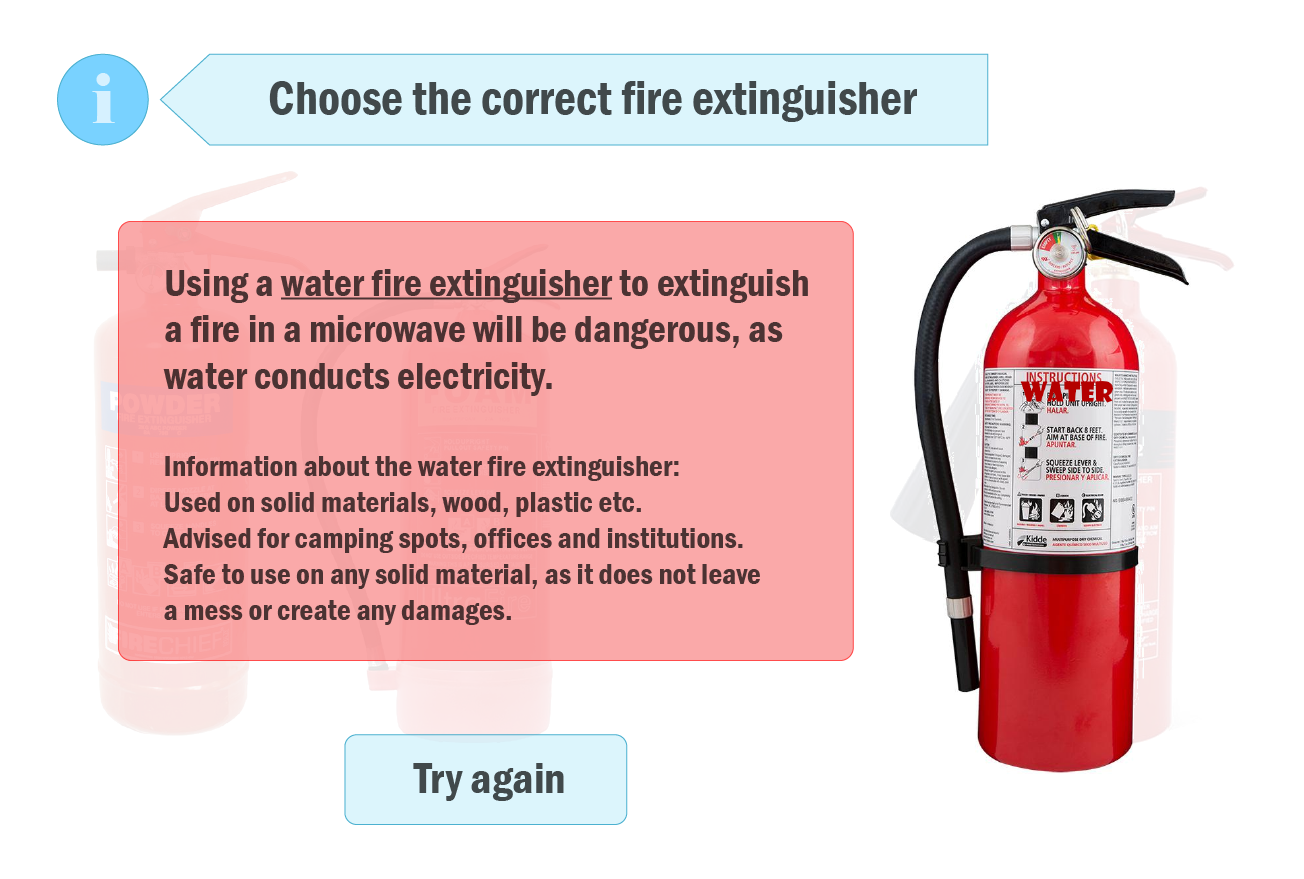 i
Choose the correct fire extinguisher
Using a water fire extinguisher to extinguish
a fire in a microwave will be dangerous, as
water conducts electricity.
Information about the water fire extinguisher:
Used on solid materials, wood, plastic etc.
Advised for camping spots, offices and institutions.
Safe to use on any solid material, as it does not leave
a mess or create any damages.
Try again
POWDER
FIRECHIEF
INSTRUCTIONS
WATER
HOLD UNIT UPRIGHT.
HALAR.
START BACK 8 FEET.
AIM AT BASE OF FIRE.
APUNTAR.
SQUEEZE LEVER &
SWEEP SIDE TO SIDE.
PRESIONAR Y APLICAR.
Kidde
MULTIPURPOSE DRY CHEMICAL